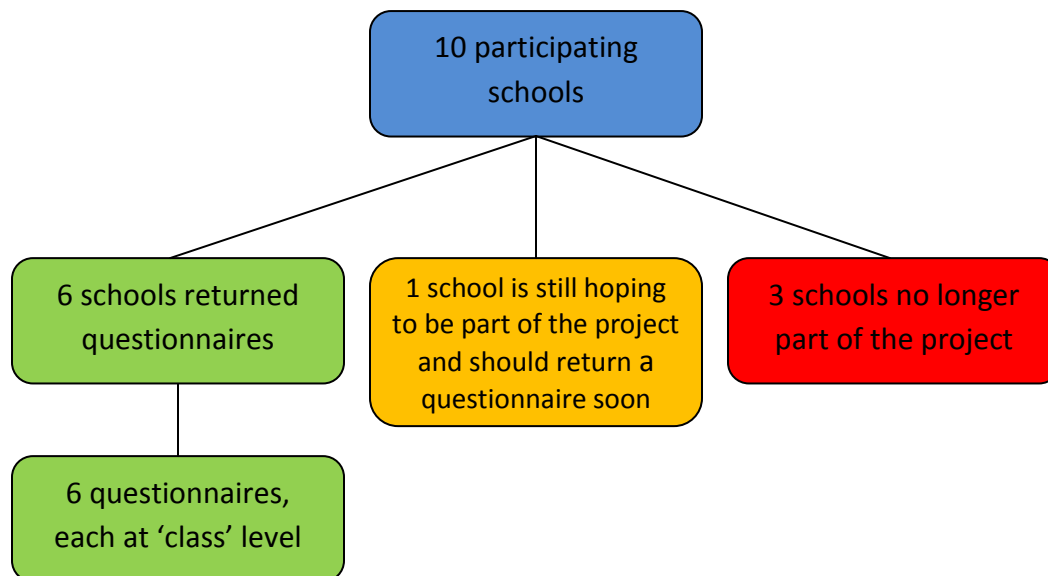 10 participating
schools
6 schools returned
questionnaires
1 school is still hoping
to be part of the project
and should return a
questionnaire soon
3 schools no longer
part of the project
6 questionnaires,
each at ‘class’ level